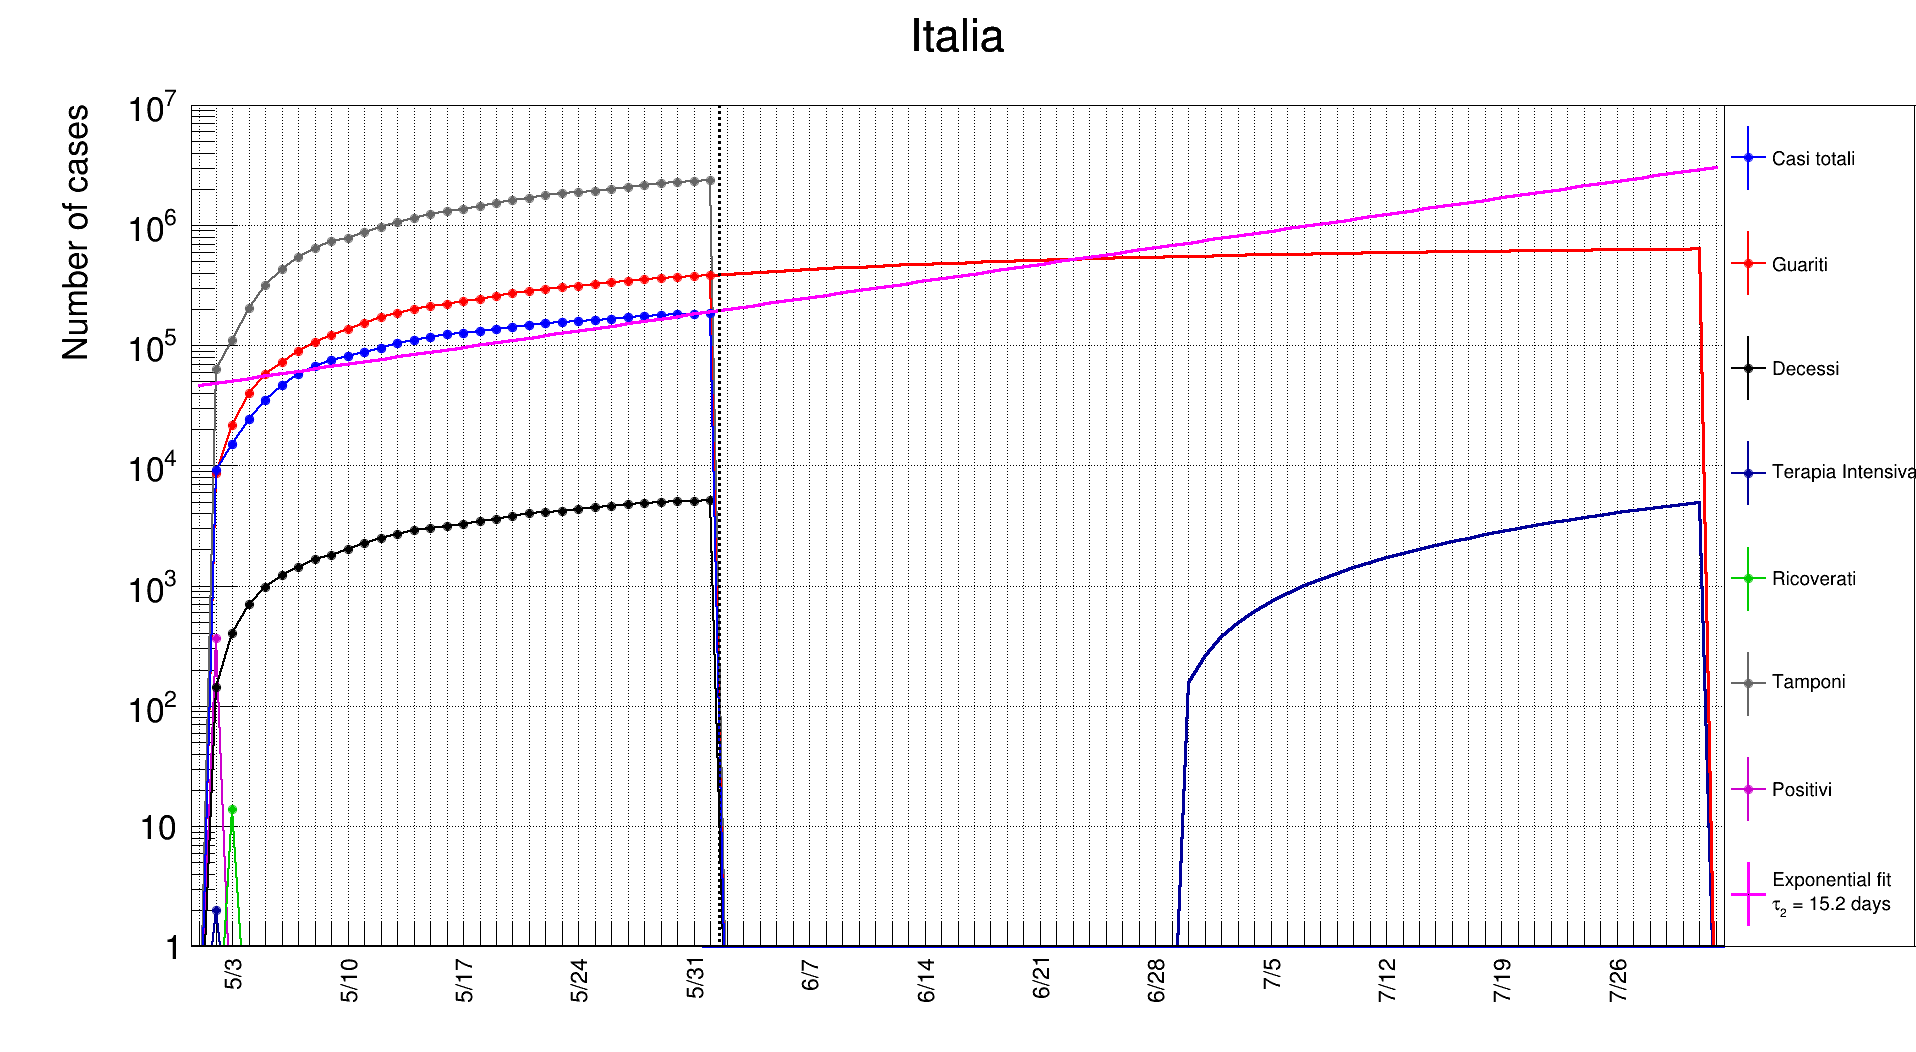 Italia
Number of cases
10^7
10^6
10^5
10^4
10^3
10^2
10
1
5/3
5/10
5/17
5/24
5/31
6/7
6/14
6/21
6/28
7/5
7/12
7/19
7/26
Casi totali
Guariti
Decessi
Terapia Intensiva
Ricoverati
Tamponi
Positivi
Exponential fit
τ₂ = 15.2 days